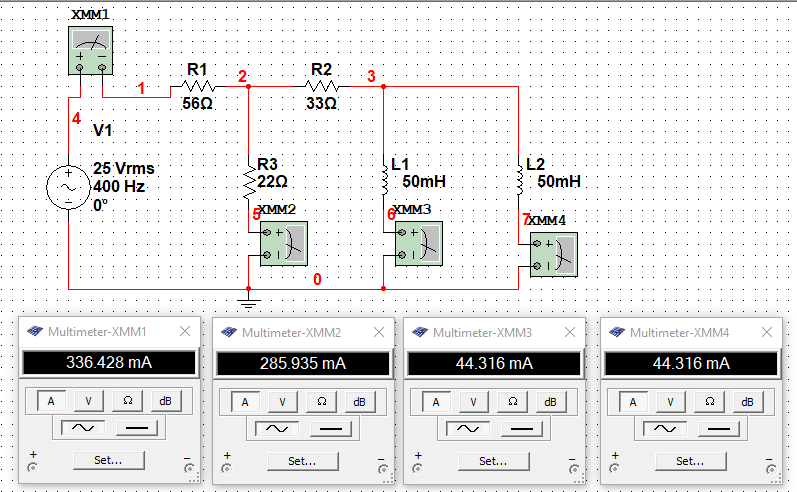 XMM1
R1
2
R2
3
1
56Ω
33Ω
4
V1
25 Vrms
400 Hz
0°
R3
22Ω
L1
50mH
L2
50mH
5
XMM2
6
XMM3
7
XMM4
0
Multimeter-XMM1
336.428 mA
A V Ω dB
Set...
+ −
Multimeter-XMM2
285.935 mA
A V Ω dB
Set...
+ −
Multimeter-XMM3
44.316 mA
A V Ω dB
Set...
+ −
Multimeter-XMM4
44.316 mA
A V Ω dB
Set...
+ −